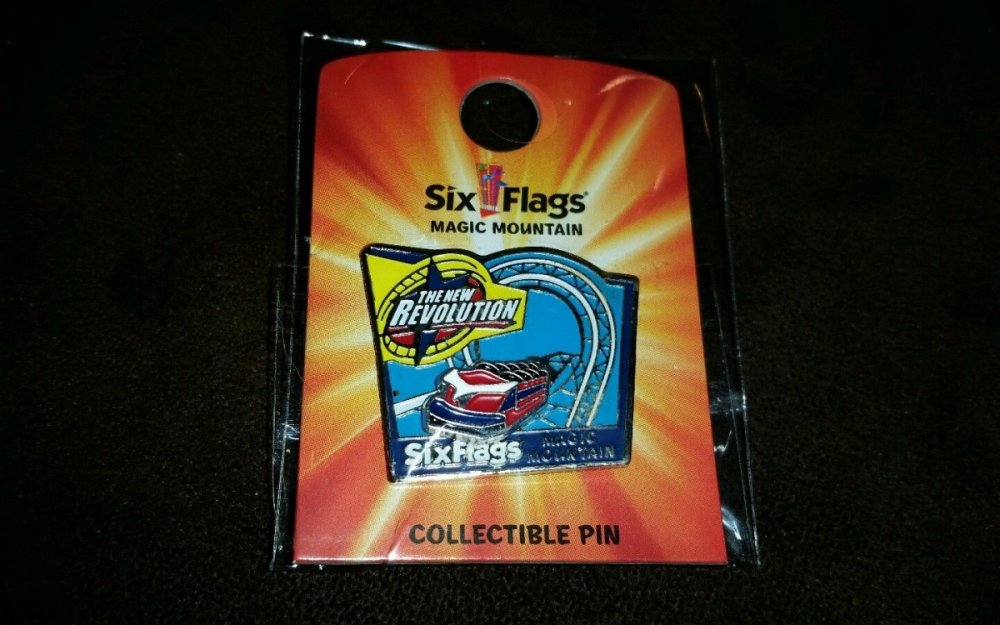 Six Flags®
MAGIC MOUNTAIN
THE NEW
REVOLUTION
SixFlags MAGIC
MOUNTAIN
COLLECTIBLE PIN